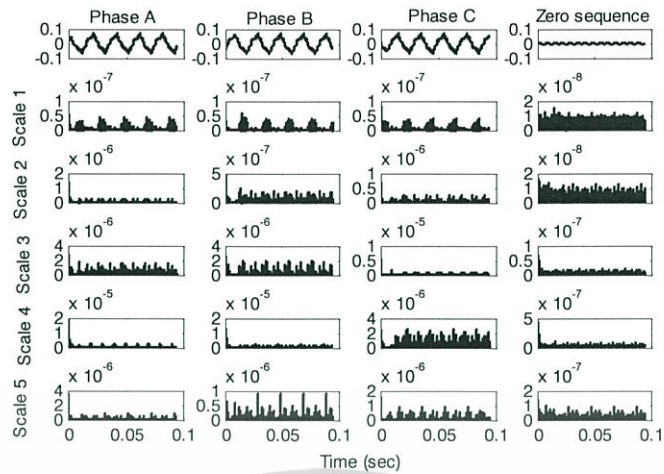 Phase A Phase B Phase C Zero sequence
0.1 0.1 0.1 0.1
0 0 0 0
-0.1 -0.1 -0.1 -0.1
x 10-7 x 10-7 x 10-7 x 10-8
Scale 1
1 1 1 2
0.5 0.5 0.5 1
0 0 0 0
x 10-6 x 10-7 x 10-6 x 10-8
Scale 2
2 5 1 2
1 0.5 1
0 0 0 0
x 10-6 x 10-6 x 10-5 x 10-7
Scale 3
4 4 1 2
2 2 0.5 1
0 0 0 0
x 10-5 x 10-5 x 10-6 x 10-7
Scale 4
2 2 4 5
1 1 2
0 0 0 0
x 10-6 x 10-6 x 10-6 x 10-7
Scale 5
4 1 2 2
2 0.5 1 1
0 0 0 0
0 0.05 0.1 0 0.05 0.1 0 0.05 0.1 0 0.05 0.1
Time (sec)